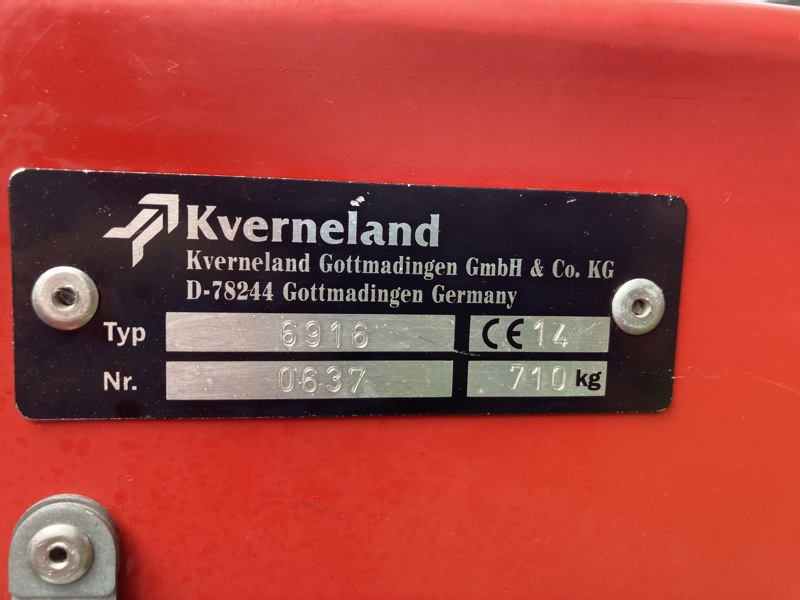 Kverneland
Kverneland Gottmadingen GmbH & Co. KG
D-78244 Gottmadingen Germany
Typ 6916 CE 14
Nr. 0637 710 kg